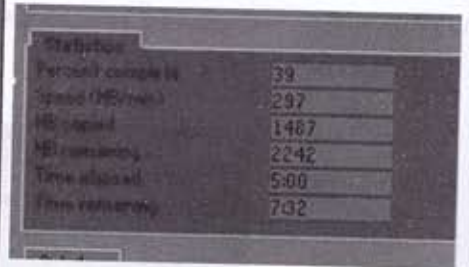 Statistics
Percent complete 39
Speed (MB/min) 297
MB copied 1487
MB remaining 2242
Time elapsed 5:00
Time remaining 7:32